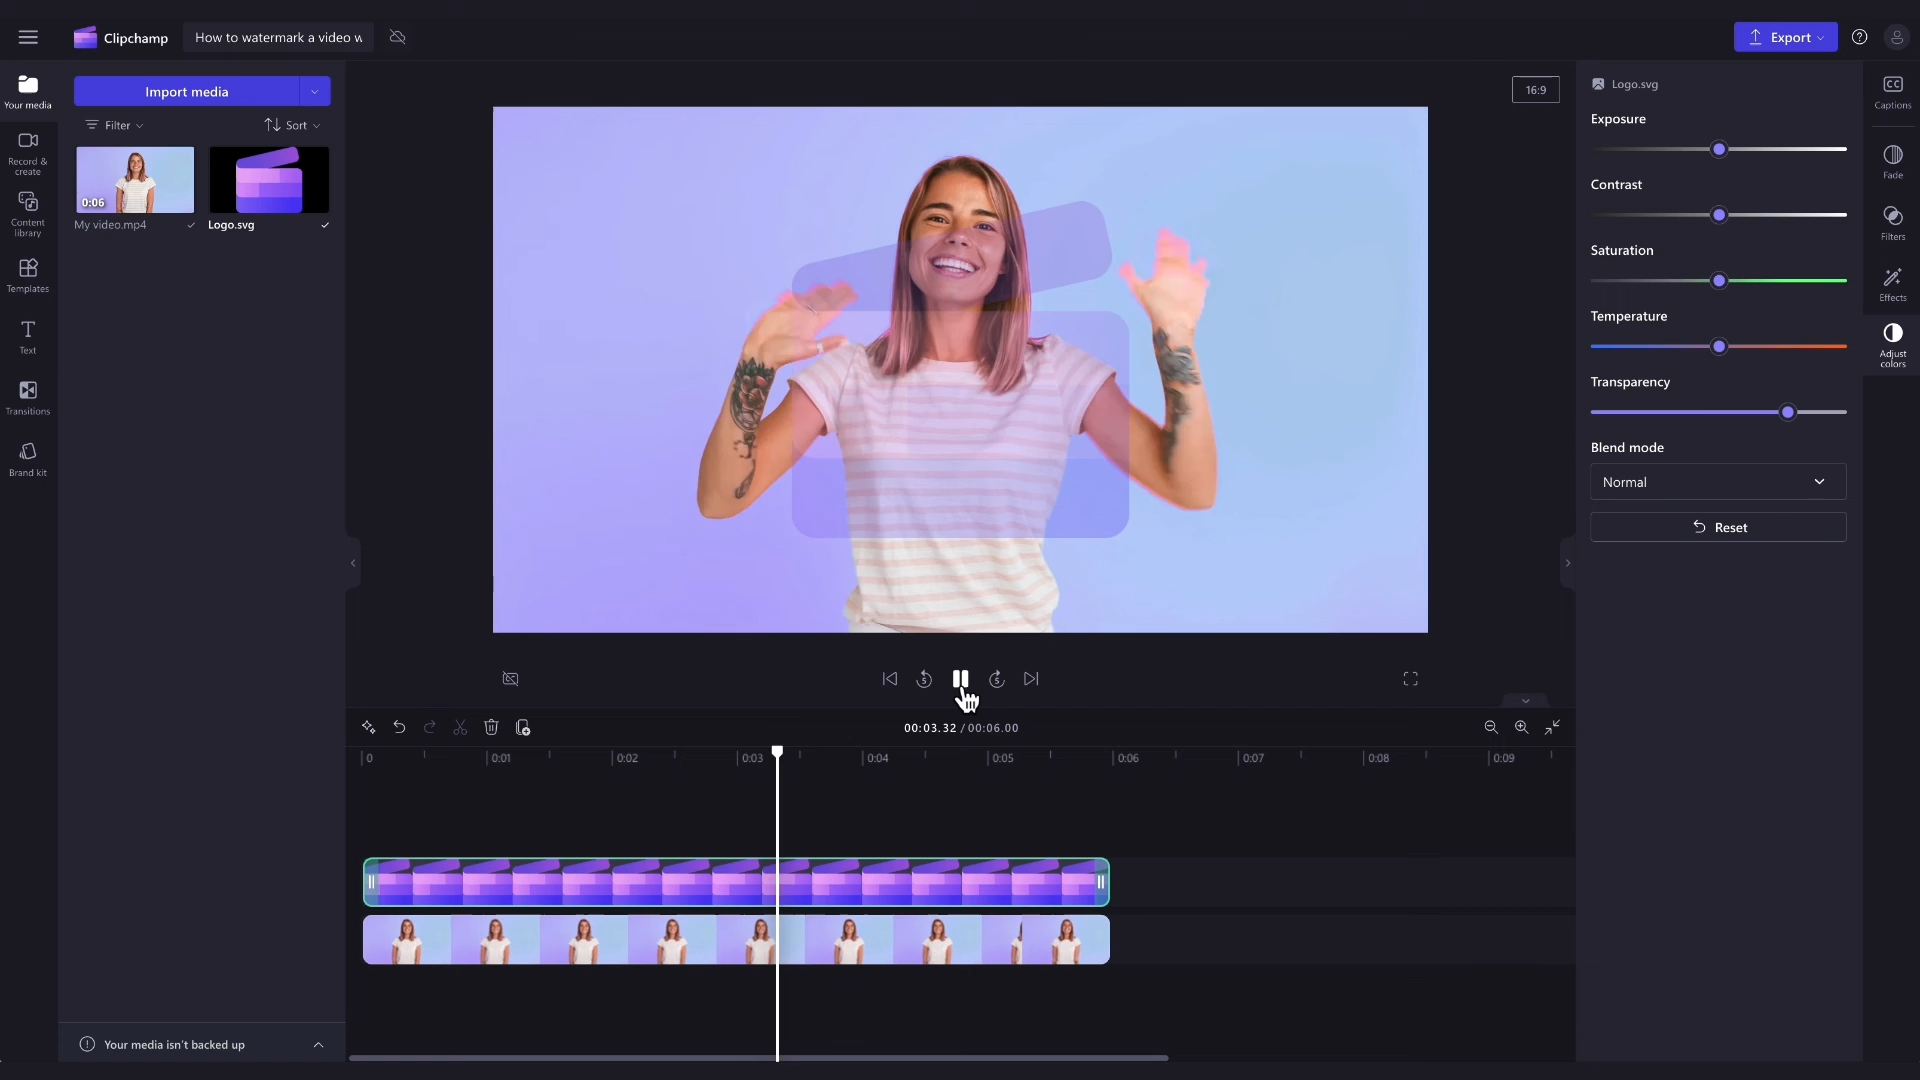 Clipchamp
How to watermark a video w
Export
Your media
Import media
Filter
Sort
0:06
My video.mp4
Logo.svg
Record &
create
Content
library
Templates
Text
Transitions
Brand kit
16:9
Logo.svg
Exposure
Contrast
Saturation
Temperature
Transparency
Blend mode
Normal
Reset
CC
Captions
Fade
Filters
Effects
Adjust
colors
5
5
00:03.32 / 00:06.00
0
0:01
0:02
0:03
0:04
0:05
0:06
0:07
0:08
0:09
Your media isn't backed up